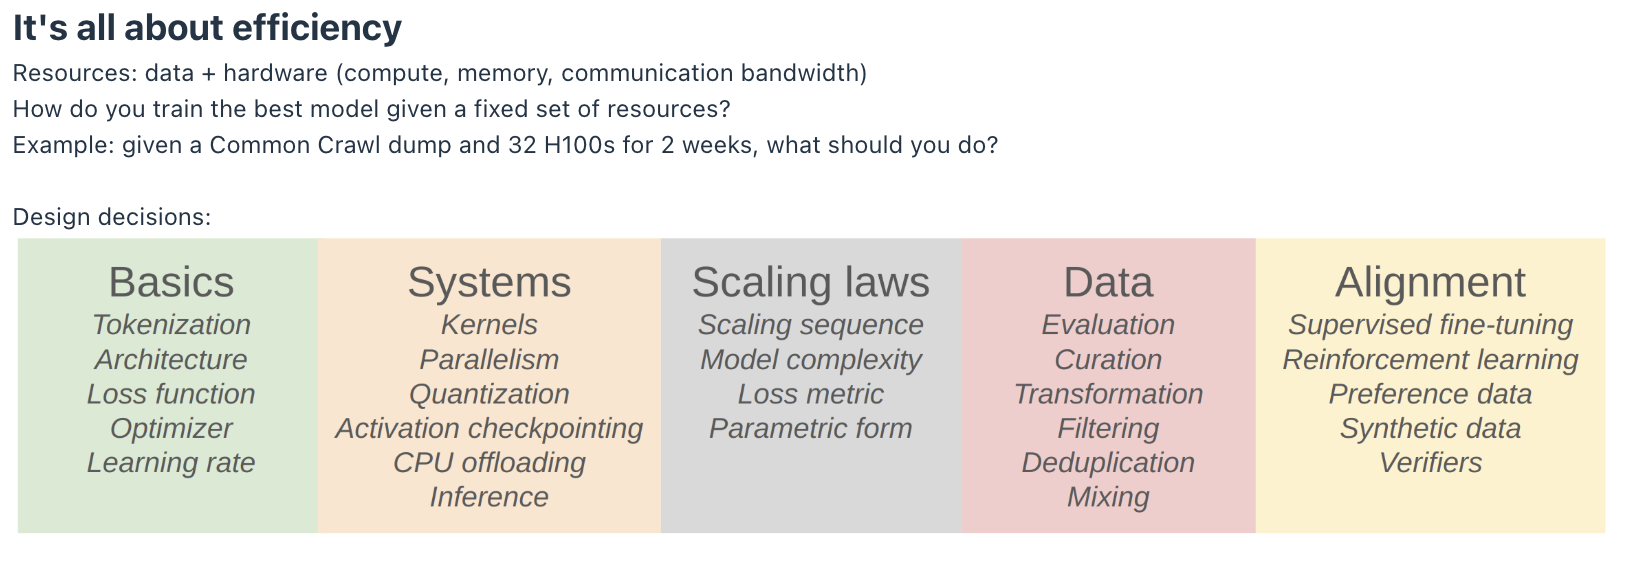 It's all about efficiency
Resources: data + hardware (compute, memory, communication bandwidth)
How do you train the best model given a fixed set of resources?
Example: given a Common Crawl dump and 32 H100s for 2 weeks, what should you do?
Design decisions:
Basics
Tokenization
Architecture
Loss function
Optimizer
Learning rate
Systems
Kernels
Parallelism
Quantization
Activation checkpointing
CPU offloading
Inference
Scaling laws
Scaling sequence
Model complexity
Loss metric
Parametric form
Data
Evaluation
Curation
Transformation
Filtering
Deduplication
Mixing
Alignment
Supervised fine-tuning
Reinforcement learning
Preference data
Synthetic data
Verifiers